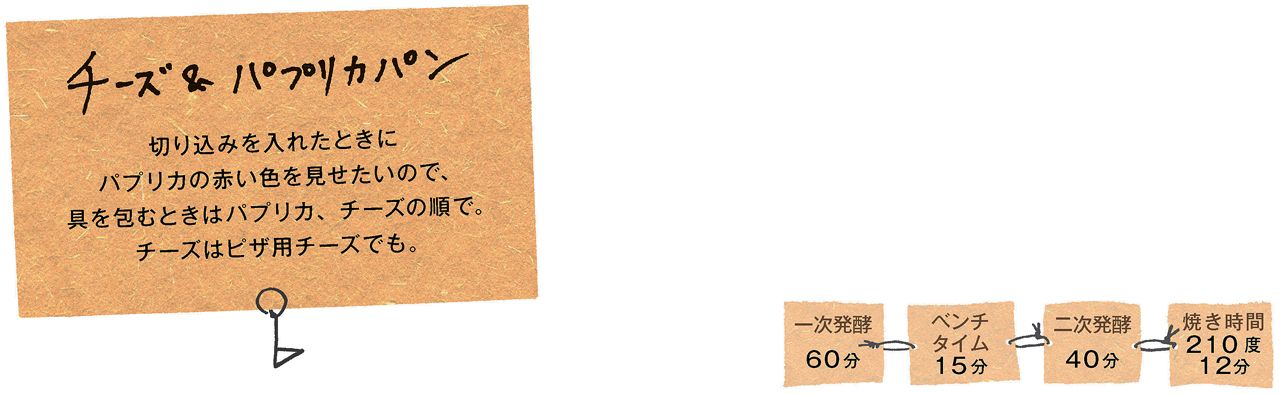 チーズ&パプリカパン
切り込みを入れたときに
パプリカの赤い色を見せたいので、
具を包むときはパプリカ、チーズの順で。
チーズはピザ用チーズでも。
一次発酵
60分
ベンチ
タイム
15分
二次発酵
40分
焼き時間
210度
12分